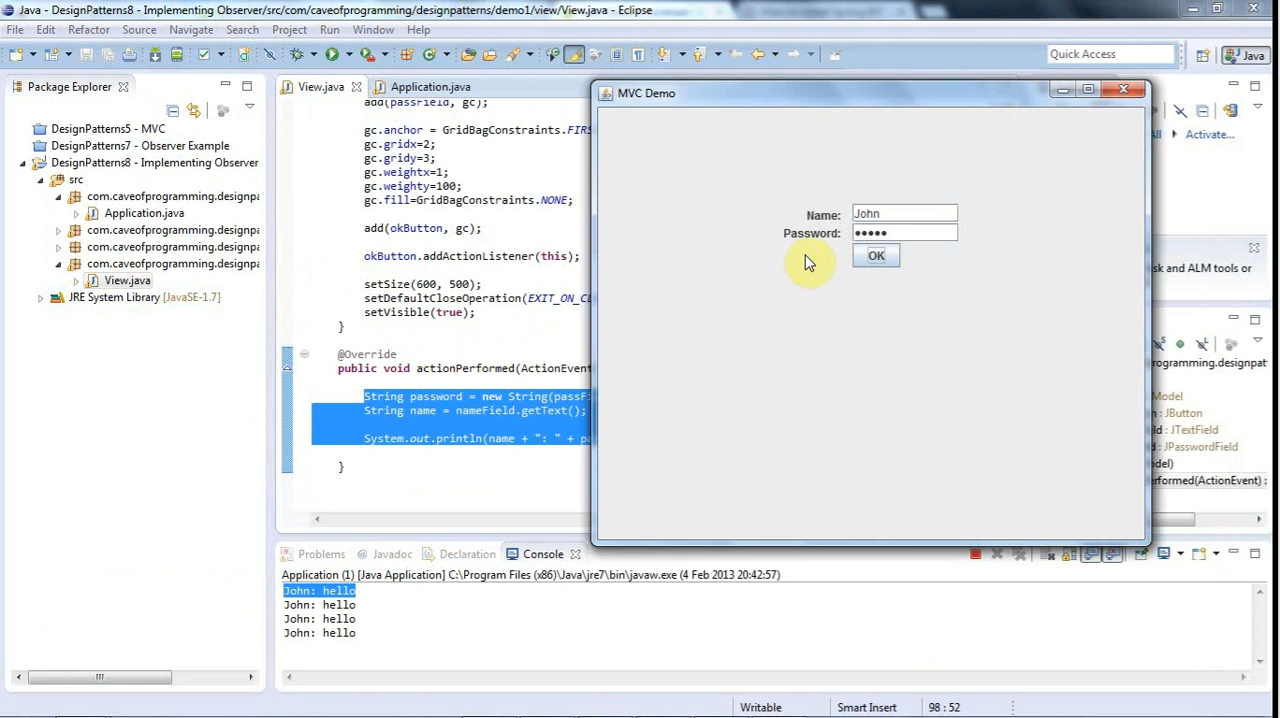 Java - DesignPatterns8 - Implementing Observer/src/com/caveofprogramming/designpatterns/demo1/view/View.java - Eclipse
File Edit Refactor Source Navigate Search Project Run Window Help
Quick Access
Java
Package Explorer
View.java
Application.java
DesignPatterns5 - MVC
DesignPatterns7 - Observer Example
DesignPatterns8 - Implementing Observer
src
com.caveofprogramming.designpa
Application.java
com.caveofprogramming.designpa
com.caveofprogramming.designpa
com.caveofprogramming.designpa
View.java
JRE System Library [JavaSE-1.7]
add(passField, gc);
gc.anchor = GridBagConstraints.FIRS
gc.gridx=2;
gc.gridy=3;
gc.weightx=1;
gc.weighty=100;
gc.fill=GridBagConstraints.NONE;
add(okButton, gc);
okButton.addActionListener(this);
setSize(600, 500);
setDefaultCloseOperation(EXIT_ON_CL
setVisible(true);
}
@Override
public void actionPerformed(ActionEvent
String password = new String(passFi
String name = nameField.getText();
System.out.println(name + ": " + pa
}
MVC Demo
Name: John
Password: •••••
OK
All
Activate...
sk and ALM tools or
programming.designpat
Model
: JButton
: JTextField
: JPasswordField
odel)
erformed(ActionEvent) :
Problems @ Javadoc Declaration Console
Application (1) [Java Application] C:\Program Files (x86)\Java\jre7\bin\javaw.exe (4 Feb 2013 20:42:57)
John: hello
John: hello
John: hello
John: hello
Writable
Smart Insert
98 : 52